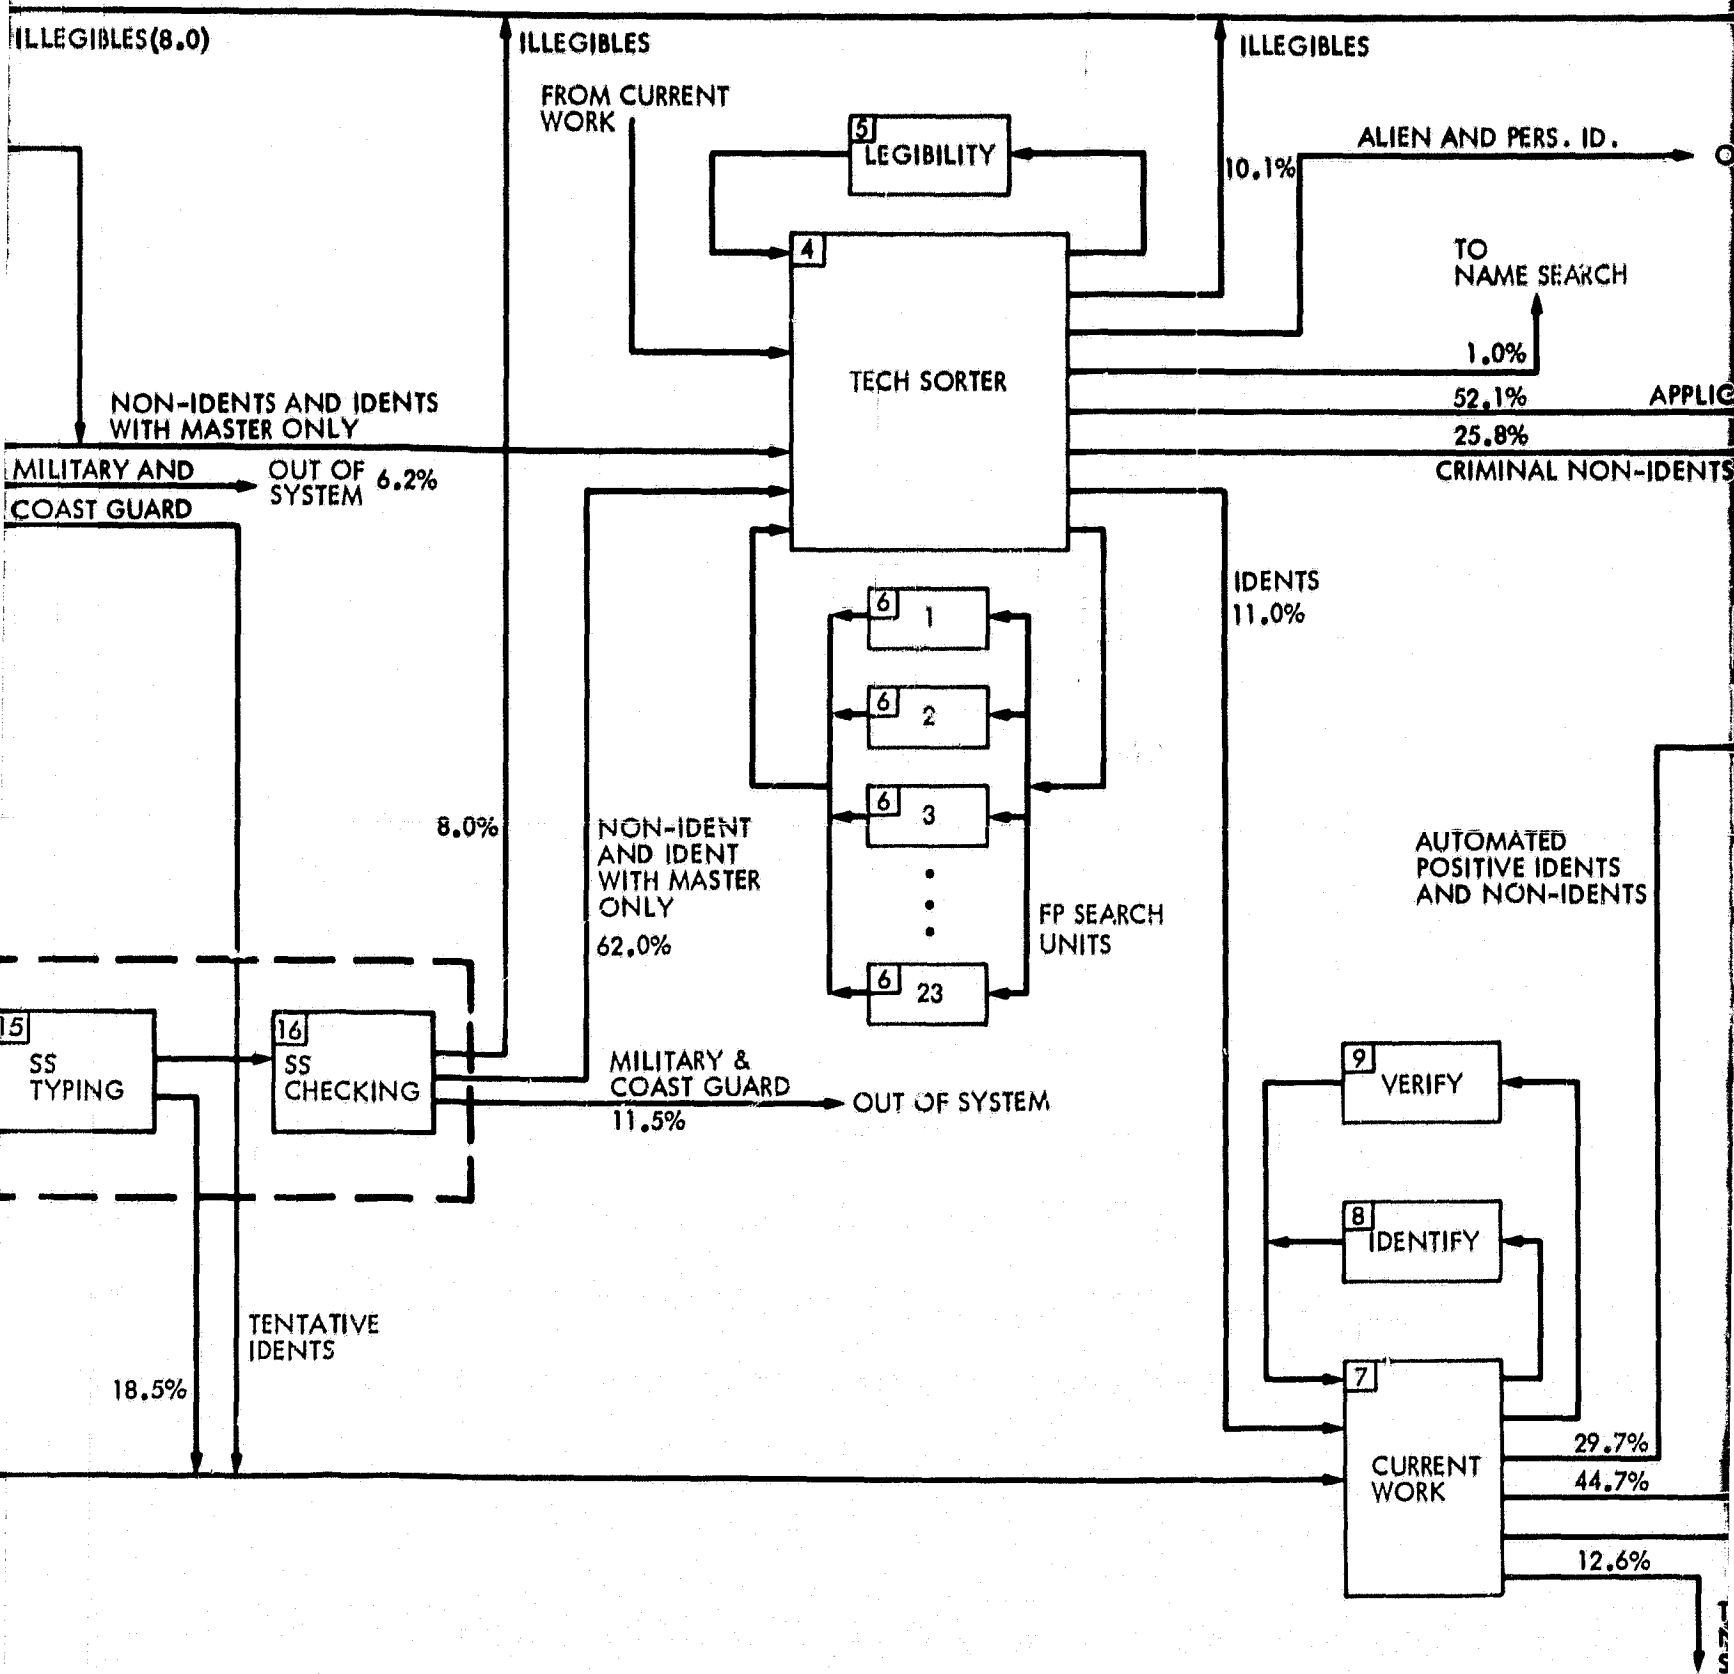 ILLEGIBLES(8.0)
ILLEGIBLES
ILLEGIBLES
FROM CURRENT
WORK
5
LEGIBILITY
10.1%
ALIEN AND PERS. ID.
4
TECH SORTER
TO
NAME SEARCH
1.0%
52.1%
25.8%
CRIMINAL NON-IDENTS
NON-IDENTS AND IDENTS
WITH MASTER ONLY
MILITARY AND
COAST GUARD
OUT OF
SYSTEM
6.2%
IDENTS
11.0%
6
1
6
2
6
3
6
23
FP SEARCH
UNITS
8.0%
NON-IDENT
AND IDENT
WITH MASTER
ONLY
62.0%
AUTOMATED
POSITIVE IDENTS
AND NON-IDENTS
15
SS
TYPING
16
SS
CHECKING
MILITARY &
COAST GUARD
11.5%
OUT OF SYSTEM
9
VERIFY
8
IDENTIFY
TENTATIVE
IDENTS
18.5%
7
CURRENT
WORK
29.7%
44.7%
12.6%